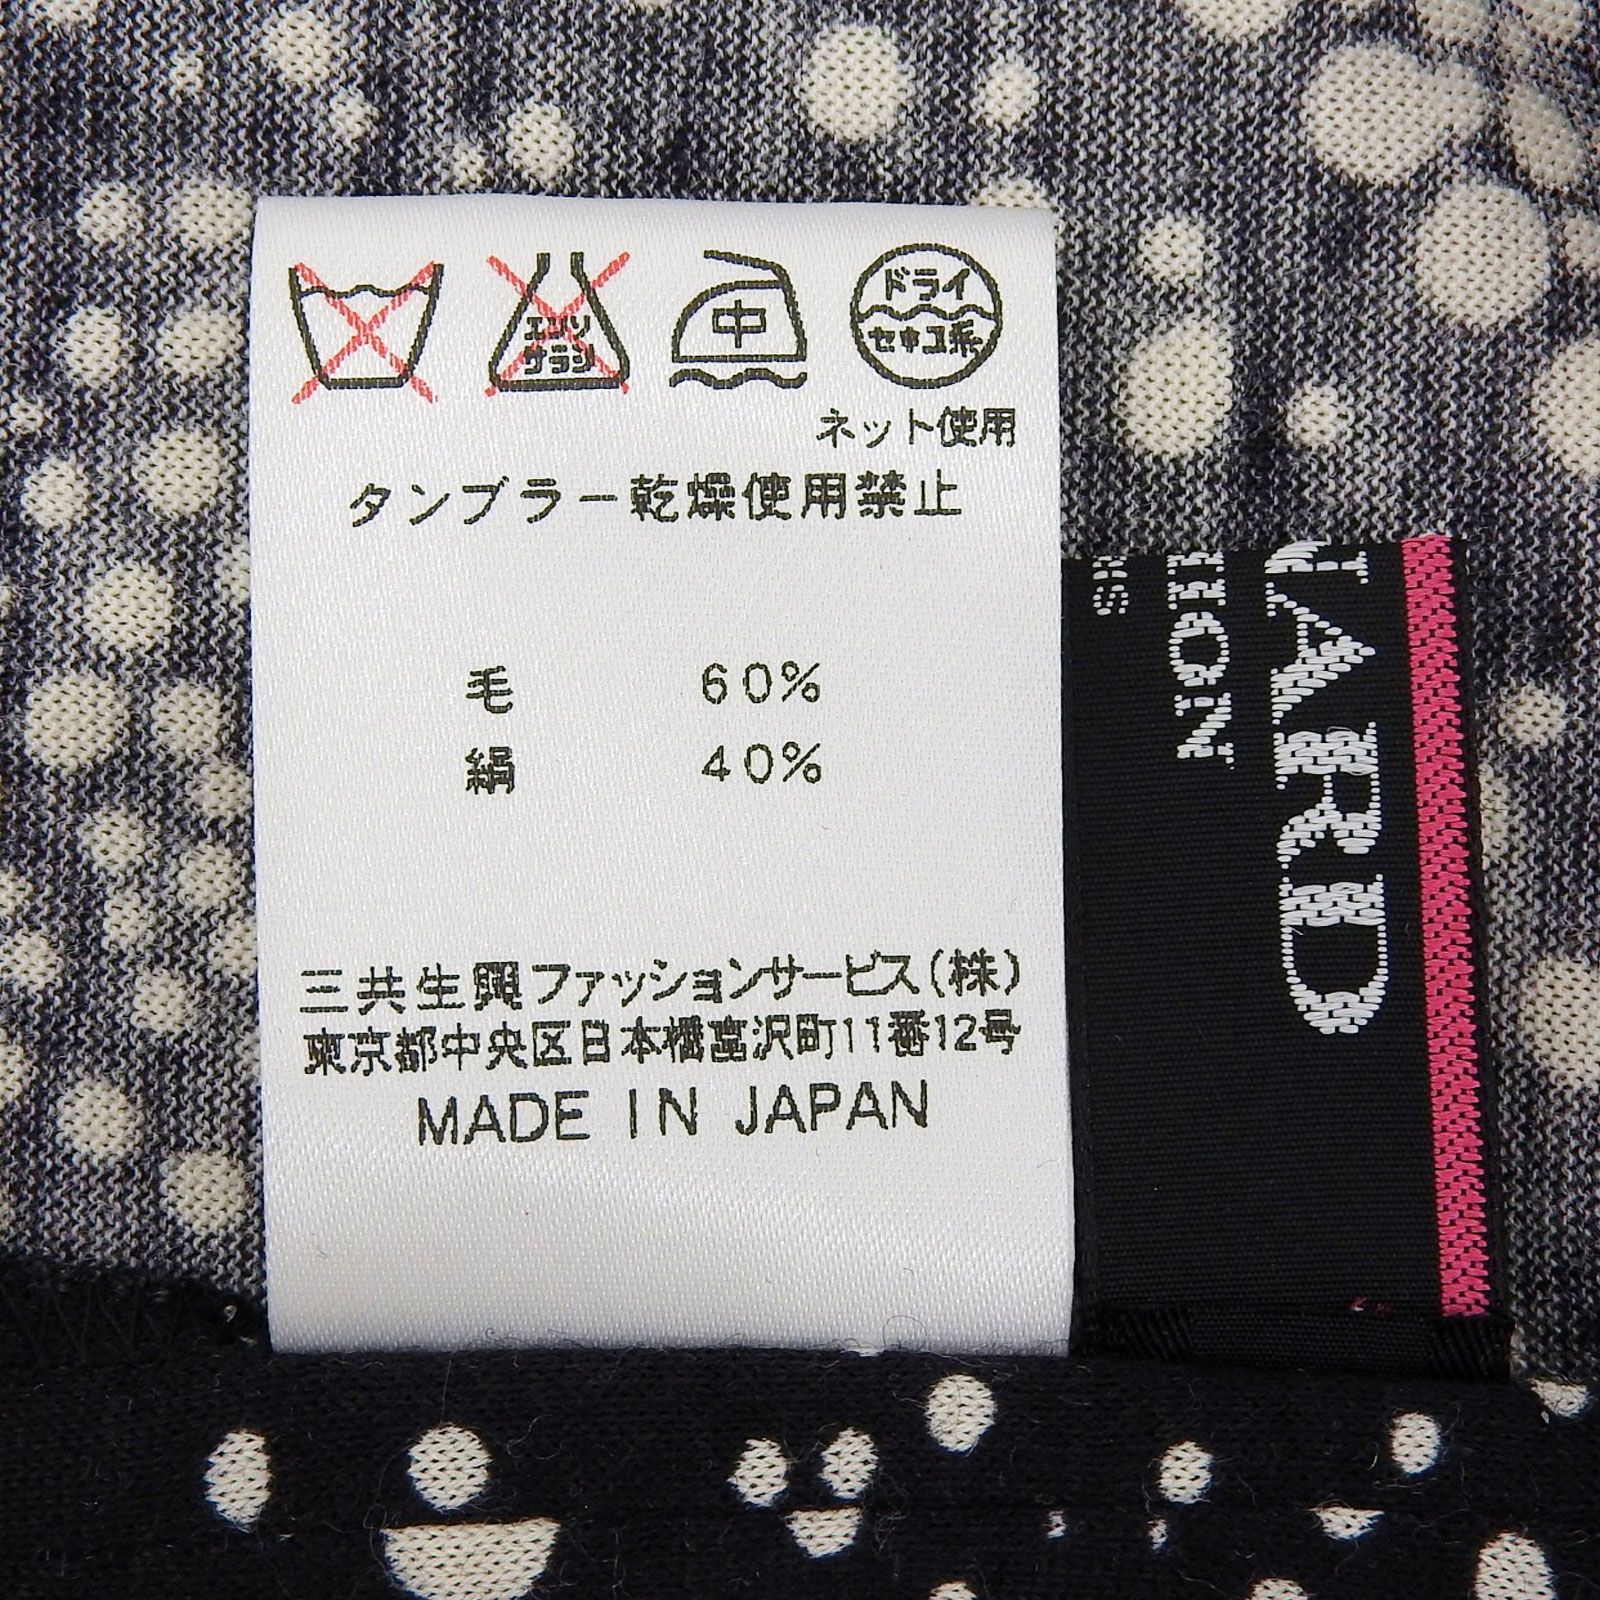 エンソ
サラシ
中
ドライ
セキユ系
ネット使用
タンブラー乾燥使用禁止
毛 60%
絹 40%
三共生興ファッションサービス(株)
東京都中央区日本橋富沢町11番12号
MADE IN JAPAN